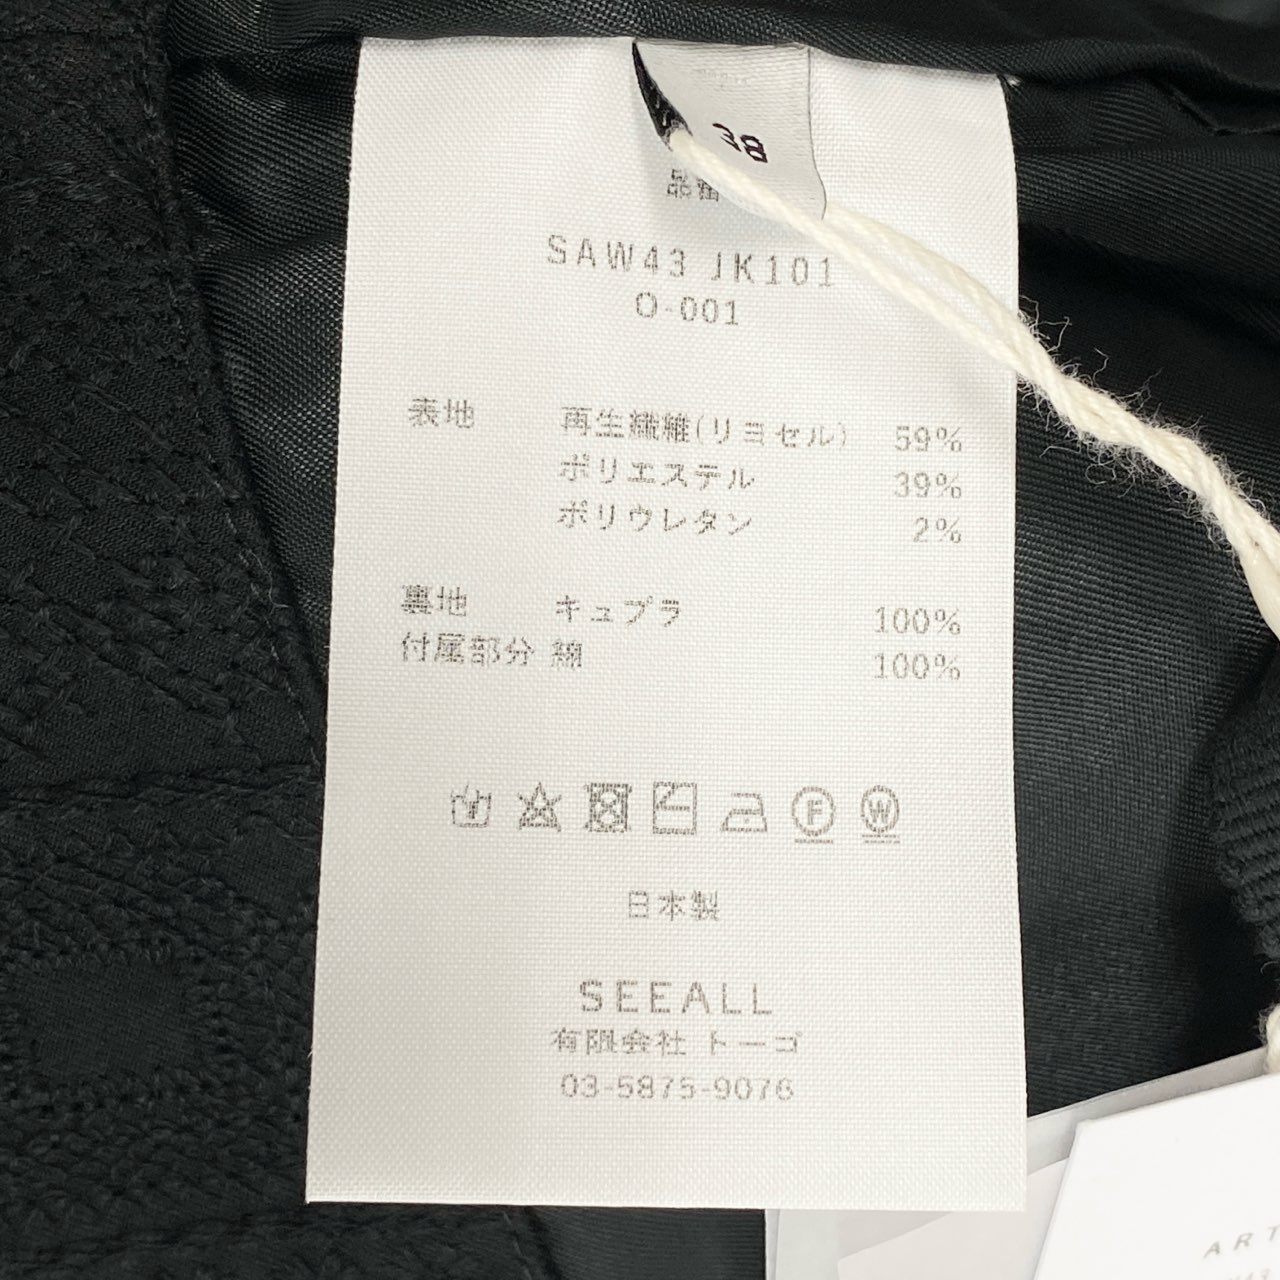 38
品番
SAW43 JK101
O-001
表地 再生繊維(リヨセル) 59%
ポリエステル 39%
ポリウレタン 2%
裏地 キュプラ 100%
付属部分 綿 100%
F W
日本製
SEEALL
有限会社 トーゴ
03-5875-9076
ART